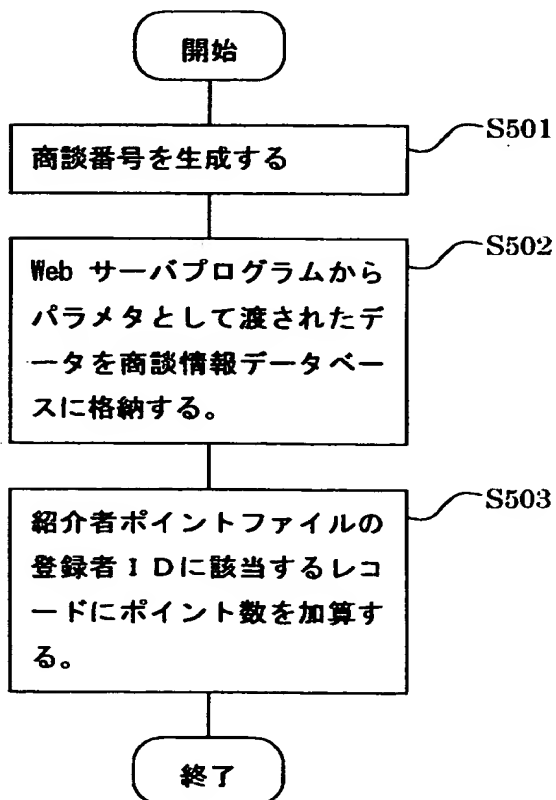 開始
商談番号を生成する
S501
Web サーバプログラムから
パラメタとして渡されたデ
ータを商談情報データベー
スに格納する。
S502
紹介者ポイントファイルの
登録者IDに該当するレコ
ードにポイント数を加算す
る。
S503
終了